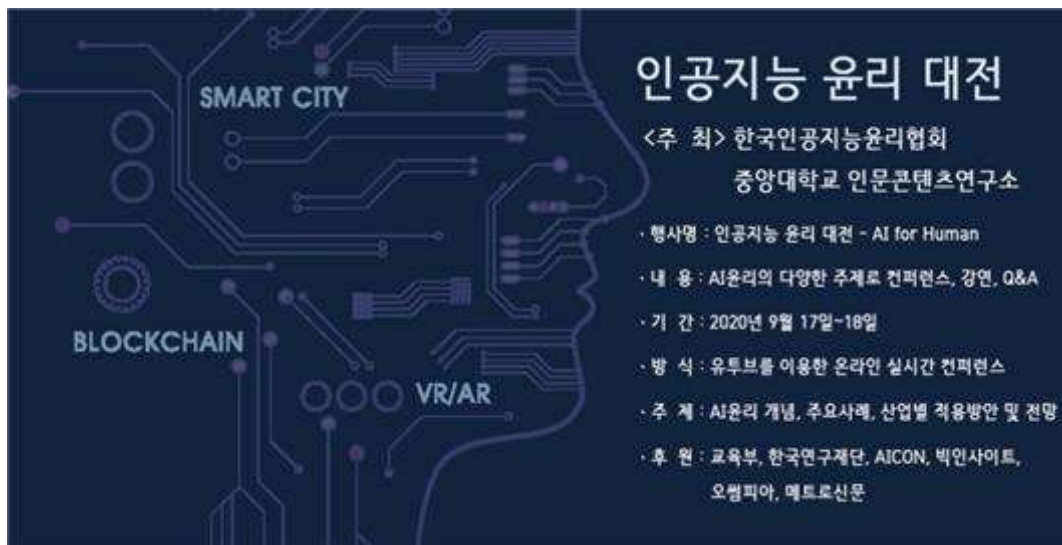 SMART CITY
BLOCKCHAIN
VR/AR
인공지능 윤리 대전
<주 최> 한국인공지능윤리협회
중앙대학교 인문콘텐츠연구소
· 행사명 : 인공지능 윤리 대전 - AI for Human
· 내 용 : AI윤리의 다양한 주제로 컨퍼런스, 강연, Q&A
· 기 간 : 2020년 9월 17일~18일
· 방 식 : 유투브를 이용한 온라인 실시간 컨퍼런스
· 주 제 : AI윤리 개념, 주요사례, 산업별 적용방안 및 전망
· 후 원 : 교육부, 한국연구재단, AICON, 빅인사이트,
오썸피아, 메트로신문